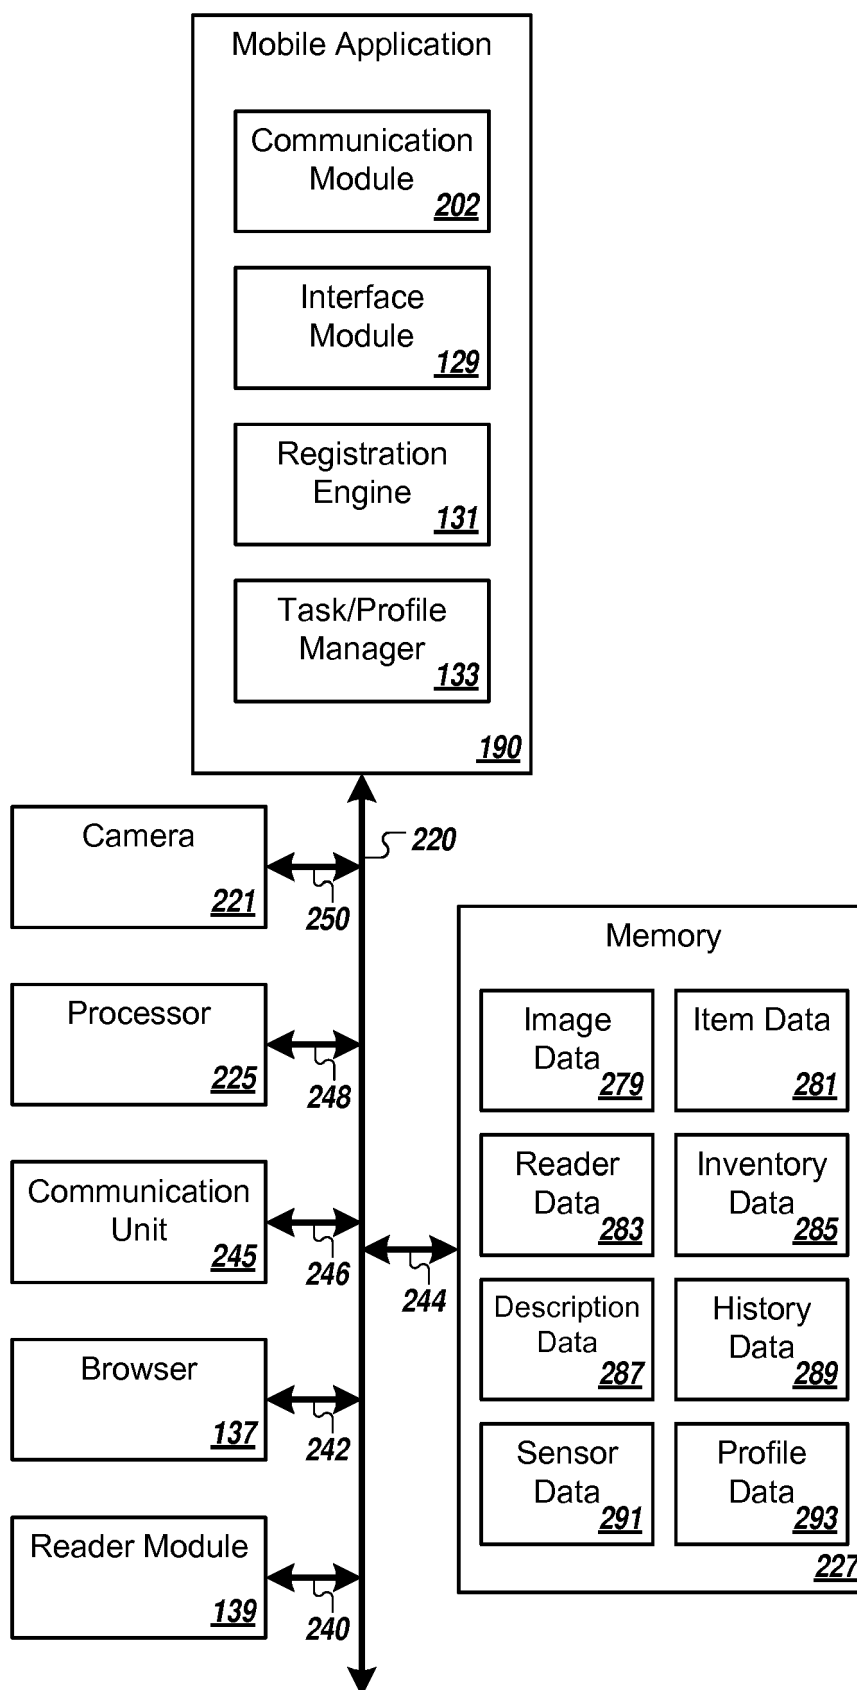 Mobile Application
Communication
Module
202
Interface
Module
129
Registration
Engine
131
Task/Profile
Manager
133
190
Camera
221
220
250
Processor
225
248
Communication
Unit
245
246
244
Browser
137
242
Reader Module
139
240
Memory
Image
Data
279
Item Data
281
Reader
Data
283
Inventory
Data
285
Description
Data
287
History
Data
289
Sensor
Data
291
Profile
Data
293
227